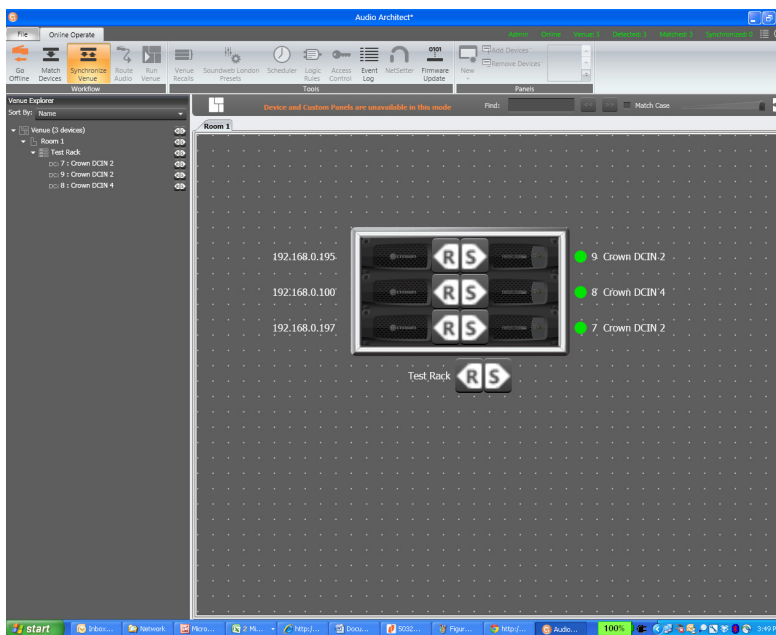 Audio Architect*
File Online Operate Admin Online Venue: 3 Detected: 3 Matched: 3 Synchronized: 0
Go Offline
Match Devices
Synchronize Venue
Route Audio
Run Venue
Venue Recalls
Soundweb London Presets
Scheduler
Logic Rules
Access Control
Event Log
NetSetter
0101
Firmware Update
New
Add Devices
Remove Devices
Workflow Tools Panels
Venue Explorer
Sort By: Name
Device and Custom Panels are unavailable in this mode
Find: << >> Match Case
Room 1
Venue (3 devices)
Room 1
Test Rack
DCi 7 : Crown DCIN 2
DCi 9 : Crown DCIN 2
DCi 8 : Crown DCIN 4
192.168.0.195 R S 9 Crown DCIN 2
192.168.0.100 R S 8 Crown DCIN 4
192.168.0.197 R S 7 Crown DCIN 2
Test Rack R S
start Inbox... Network Micro... 2 Mi... http:/... Docu... 5032... Figur... http:/... Audio... 100% 3:49 P